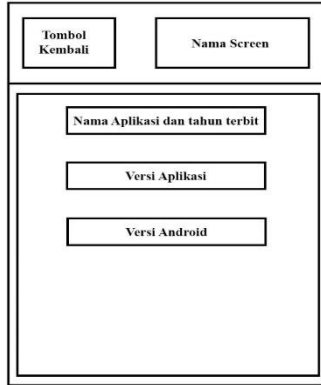 Tombol
Kembali
Nama Screen
Nama Aplikasi dan tahun terbit
Versi Aplikasi
Versi Android